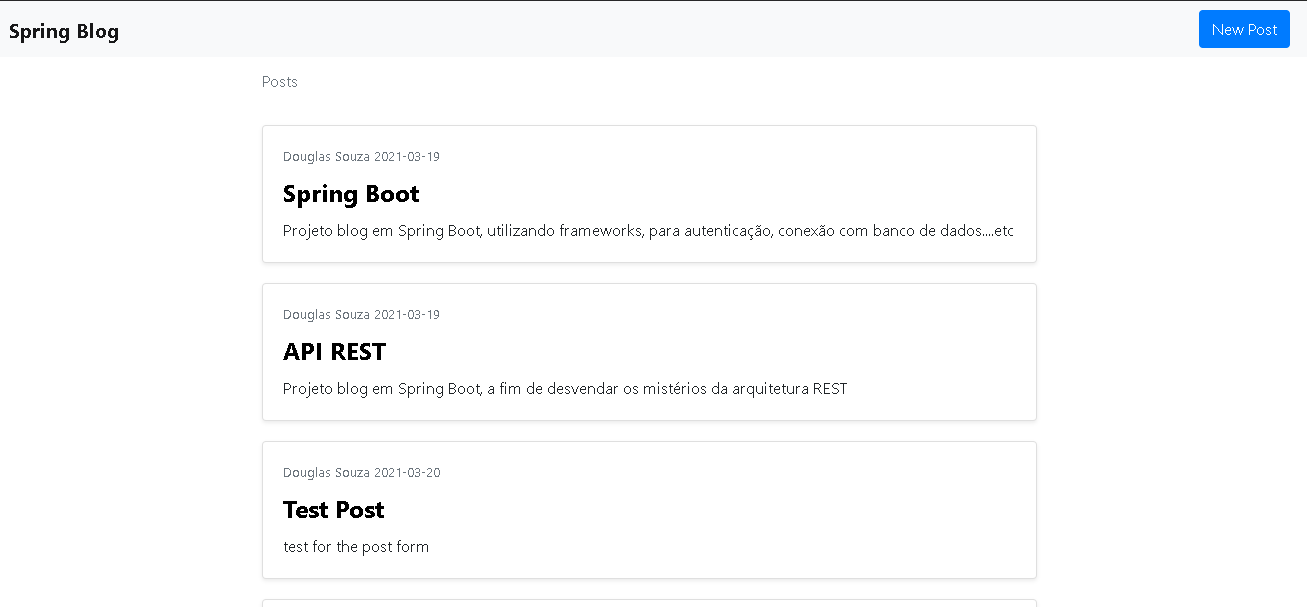 Spring Blog
New Post
Posts
Douglas Souza 2021-03-19
Spring Boot
Projeto blog em Spring Boot, utilizando frameworks, para autenticação, conexão com banco de dados....etc
Douglas Souza 2021-03-19
API REST
Projeto blog em Spring Boot, a fim de desvendar os mistérios da arquitetura REST
Douglas Souza 2021-03-20
Test Post
test for the post form